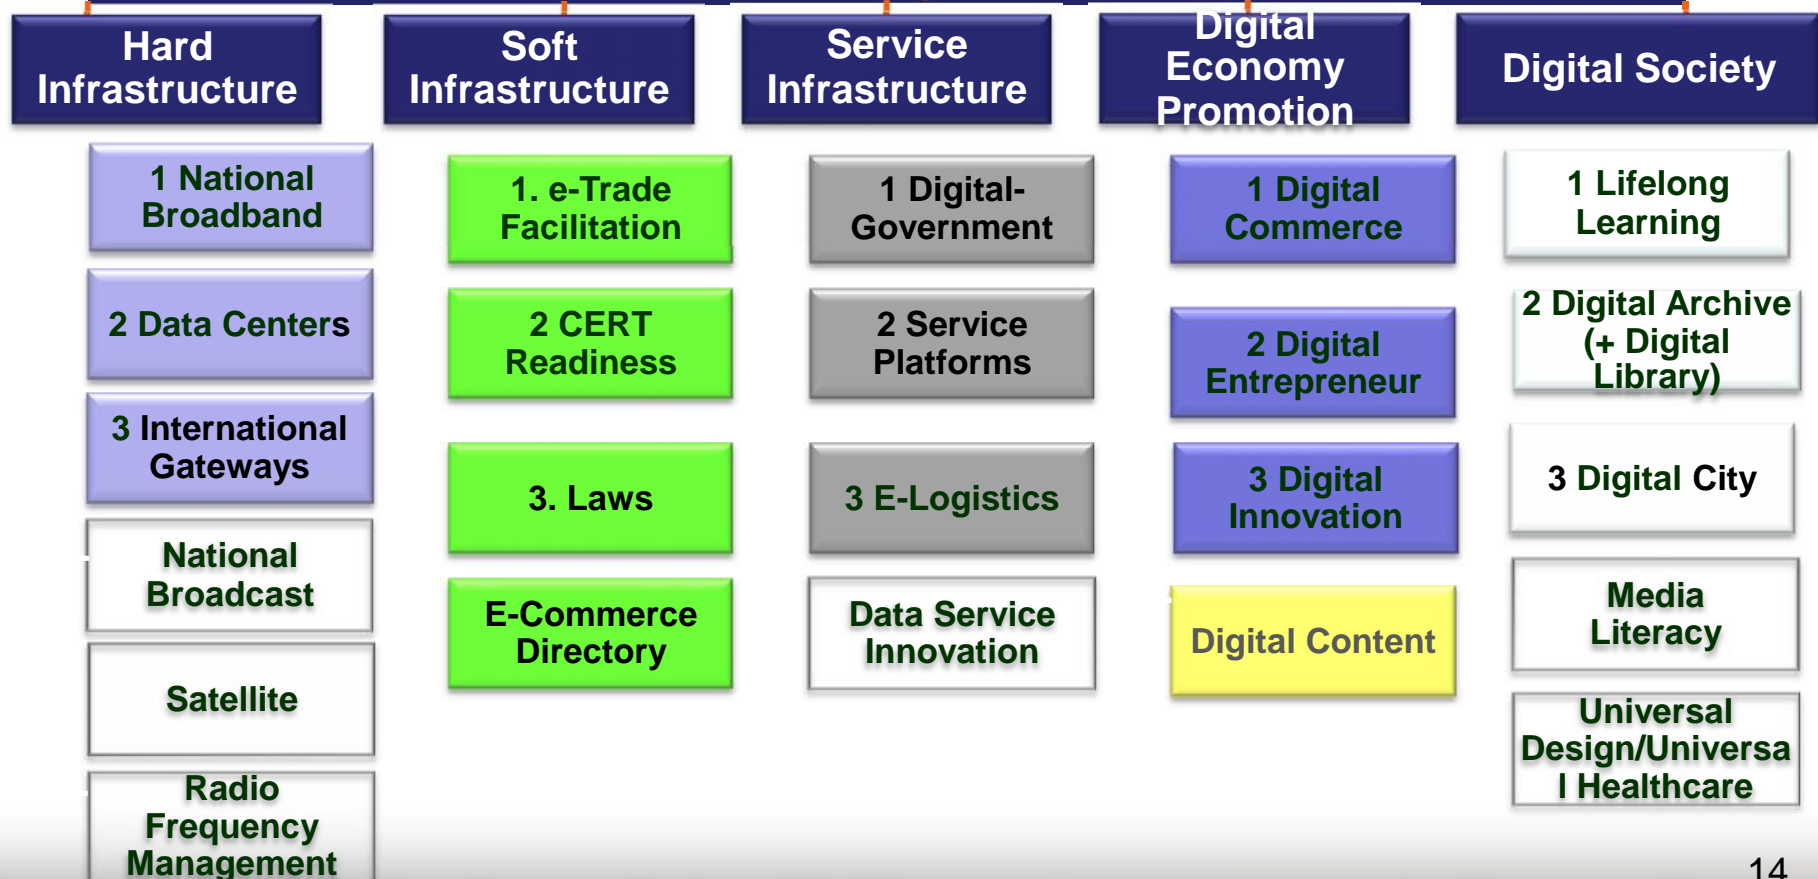 Hard
Infrastructure
Soft
Infrastructure
Service
Infrastructure
Digital
Economy
Promotion
Digital Society
1 National
Broadband
2 Data Centers
3 International
Gateways
National
Broadcast
Satellite
Radio
Frequency
Management
1. e-Trade
Facilitation
2 CERT
Readiness
3. Laws
E-Commerce
Directory
1 Digital-
Government
2 Service
Platforms
3 E-Logistics
Data Service
Innovation
1 Digital
Commerce
2 Digital
Entrepreneur
3 Digital
Innovation
Digital Content
1 Lifelong
Learning
2 Digital Archive
(+ Digital
Library)
3 Digital City
Media
Literacy
Universal
Design/Universa
l Healthcare
14